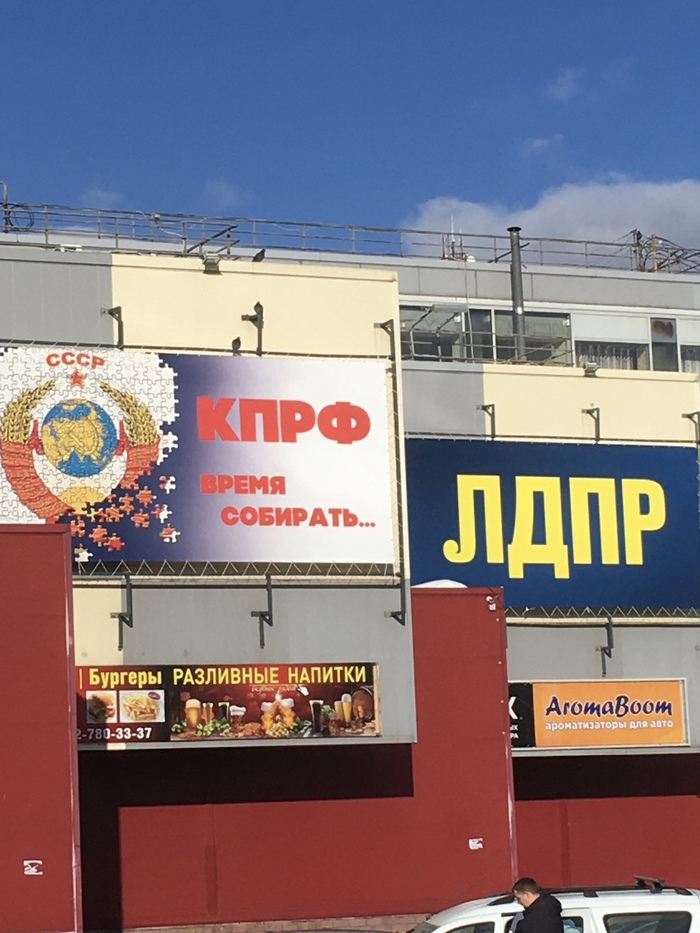 СССР
КПРФ
ВРЕМЯ
СОБИРАТЬ...
ЛДПР
Бургеры
РАЗЛИВНЫЕ НАПИТКИ
2-780-33-37
AromaBoom
ароматизаторы для авто